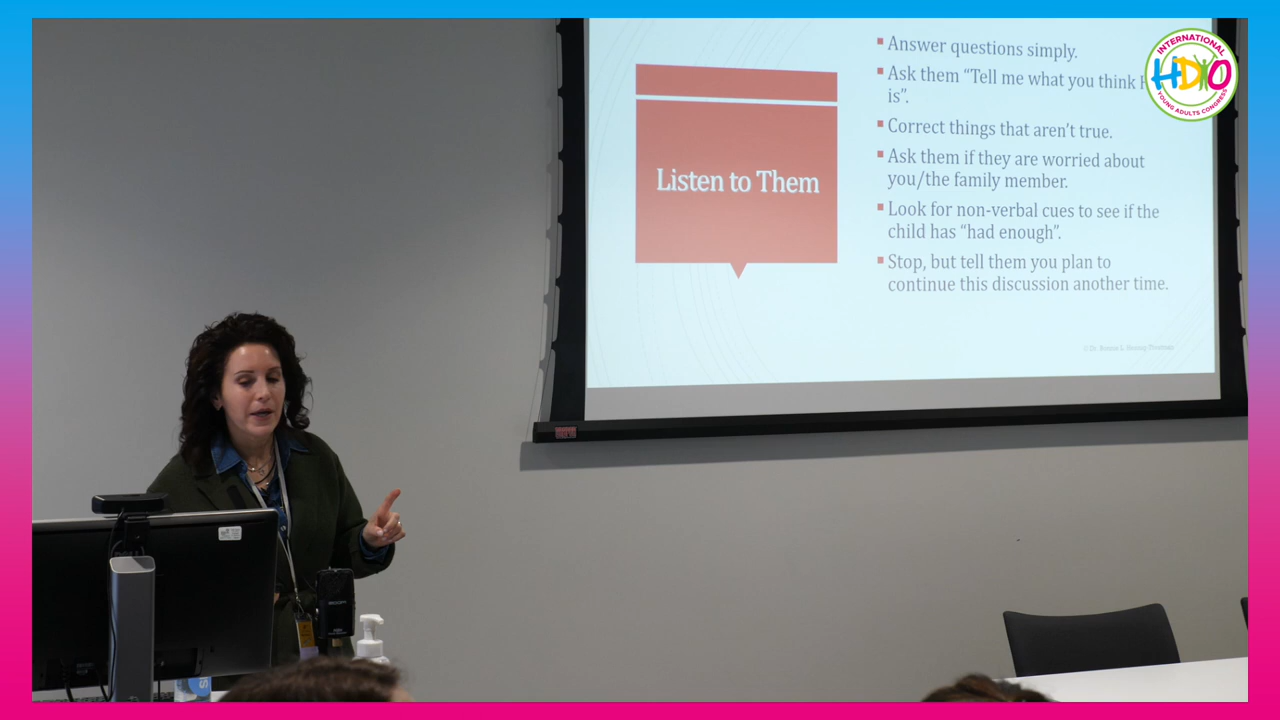 Answer questions simply.
Ask them “Tell me what you think
is”.
Correct things that aren’t true.
Ask them if they are worried about
you/the family member.
Look for non-verbal cues to see if the
child has “had enough”.
Stop, but tell them you plan to
continue this discussion another time.
Listen to Them
INTERNATIONAL
HDYO
YOUNG ADULTS CONGRESS